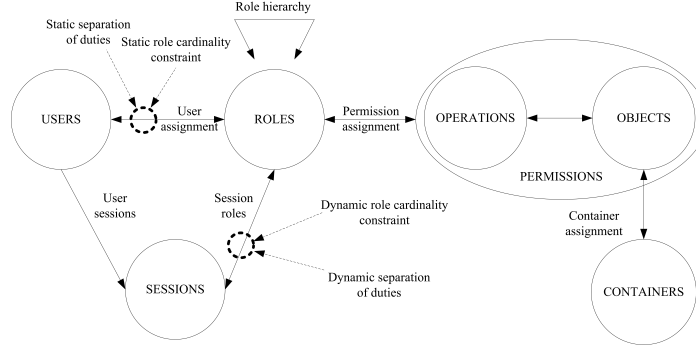 Role hierarchy
Static separation
of duties
Static role cardinality
constraint
USERS
User
assignment
ROLES
Permission
assignment
OPERATIONS
OBJECTS
PERMISSIONS
User
sessions
Session
roles
Dynamic role cardinality
constraint
Container
assignment
Dynamic separation
of duties
SESSIONS
CONTAINERS